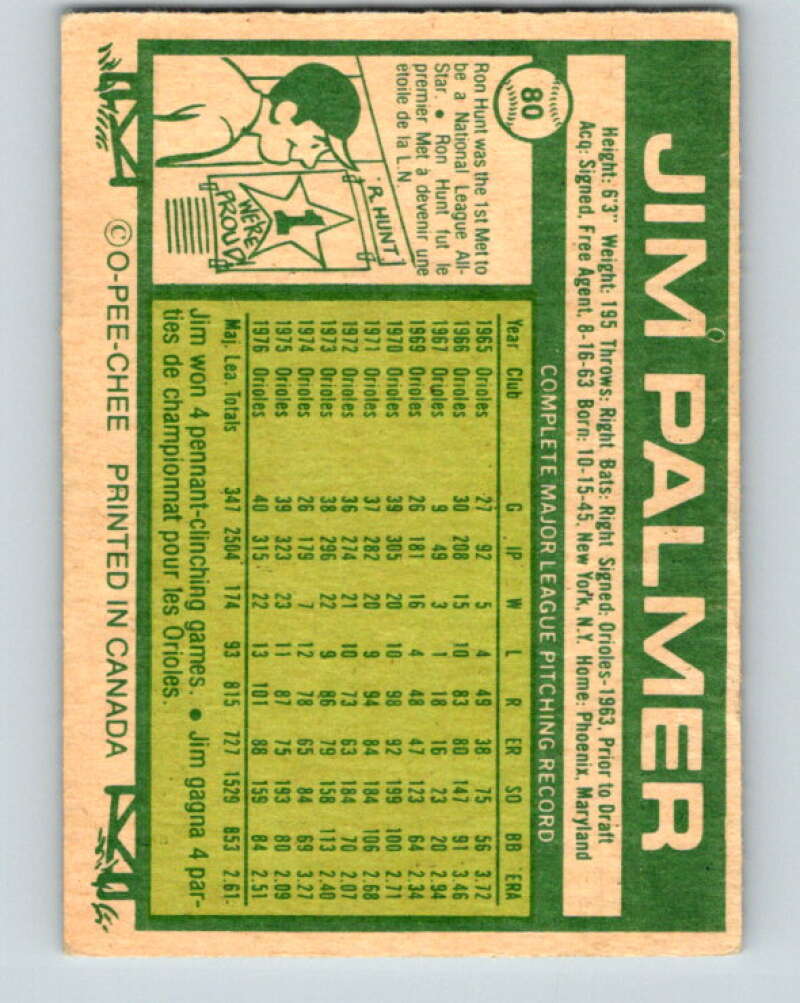 80
JIM PALMER
Height: 6'3" Weight: 195 Throws: Right Bats: Right Signed: Orioles-1963, Prior to Draft
Acq: Signed, Free Agent, 8-16-63 Born: 10-15-45, New York, N.Y. Home: Phoenix, Maryland
Ron Hunt was the 1st Met to
be a National League All-
Star. • Ron Hunt fut le
premier Met à devenir une
étoile de la L.N.
R. HUNT
1
WE'RE
PROUD!
COMPLETE MAJOR LEAGUE PITCHING RECORD
Year Club G IP W L R ER SO BB ERA
1965 Orioles 27 92 5 4 49 38 75 56 3.72
1966 Orioles 30 208 15 10 83 80 147 91 3.46
1967 Orioles 9 49 3 1 18 16 23 20 2.94
1969 Orioles 26 181 16 4 48 47 123 64 2.34
1970 Orioles 39 305 20 10 98 92 199 100 2.71
1971 Orioles 37 282 20 9 94 84 184 106 2.68
1972 Orioles 36 274 21 10 73 63 184 70 2.07
1973 Orioles 38 296 22 9 86 79 158 113 2.40
1974 Orioles 26 179 7 12 78 65 84 69 3.27
1975 Orioles 39 323 23 11 87 75 193 80 2.09
1976 Orioles 40 315 22 13 101 88 159 84 2.51
Maj. Lea. Totals 347 2504 174 93 815 727 1529 853 2.61
Jim won 4 pennant-clinching games. • Jim gagna 4 par-
ties de championnat pour les Orioles.
© O-PEE-CHEE PRINTED IN CANADA